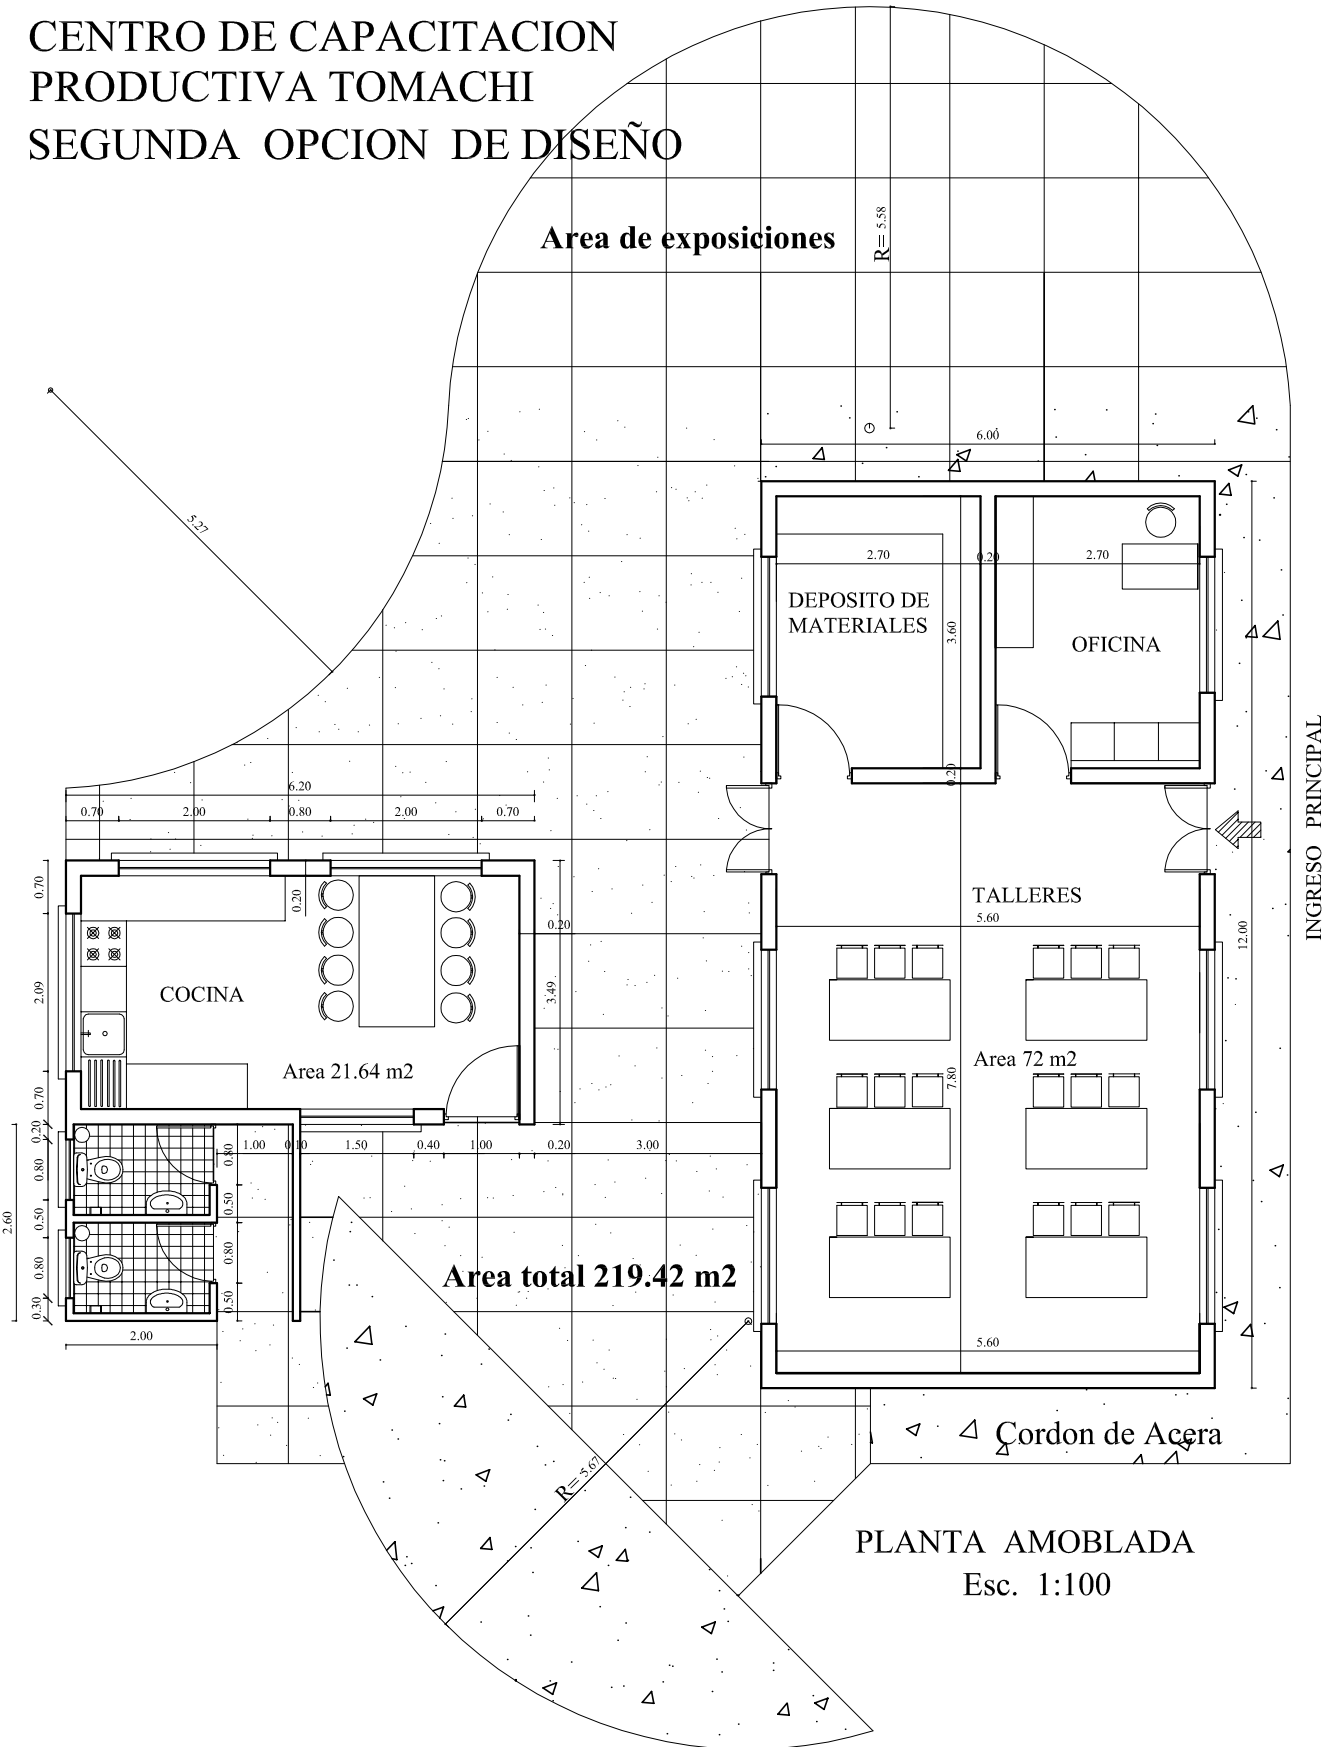 CENTRO DE CAPACITACION
PRODUCTIVA TOMACHI
SEGUNDA OPCION DE DISEÑO
Area de exposiciones
R= 5.58
5.27
6.00
2.70
0.20
2.70
DEPOSITO DE
MATERIALES
3.60
OFICINA
0.20
INGRESO PRINCIPAL
12.00
6.20
0.70
2.00
0.80
2.00
0.70
0.70
0.20
0.20
TALLERES
5.60
2.09
COCINA
3.49
Area 21.64 m2
Area 72 m2
7.80
0.70
0.20
1.00
0.10
1.50
0.40
1.00
0.20
3.00
0.80
0.80
0.50
0.50
2.60
0.80
0.80
0.30
0.50
2.00
Area total 219.42 m2
5.60
R= 5.67
Cordon de Acera
PLANTA AMOBLADA
Esc. 1:100